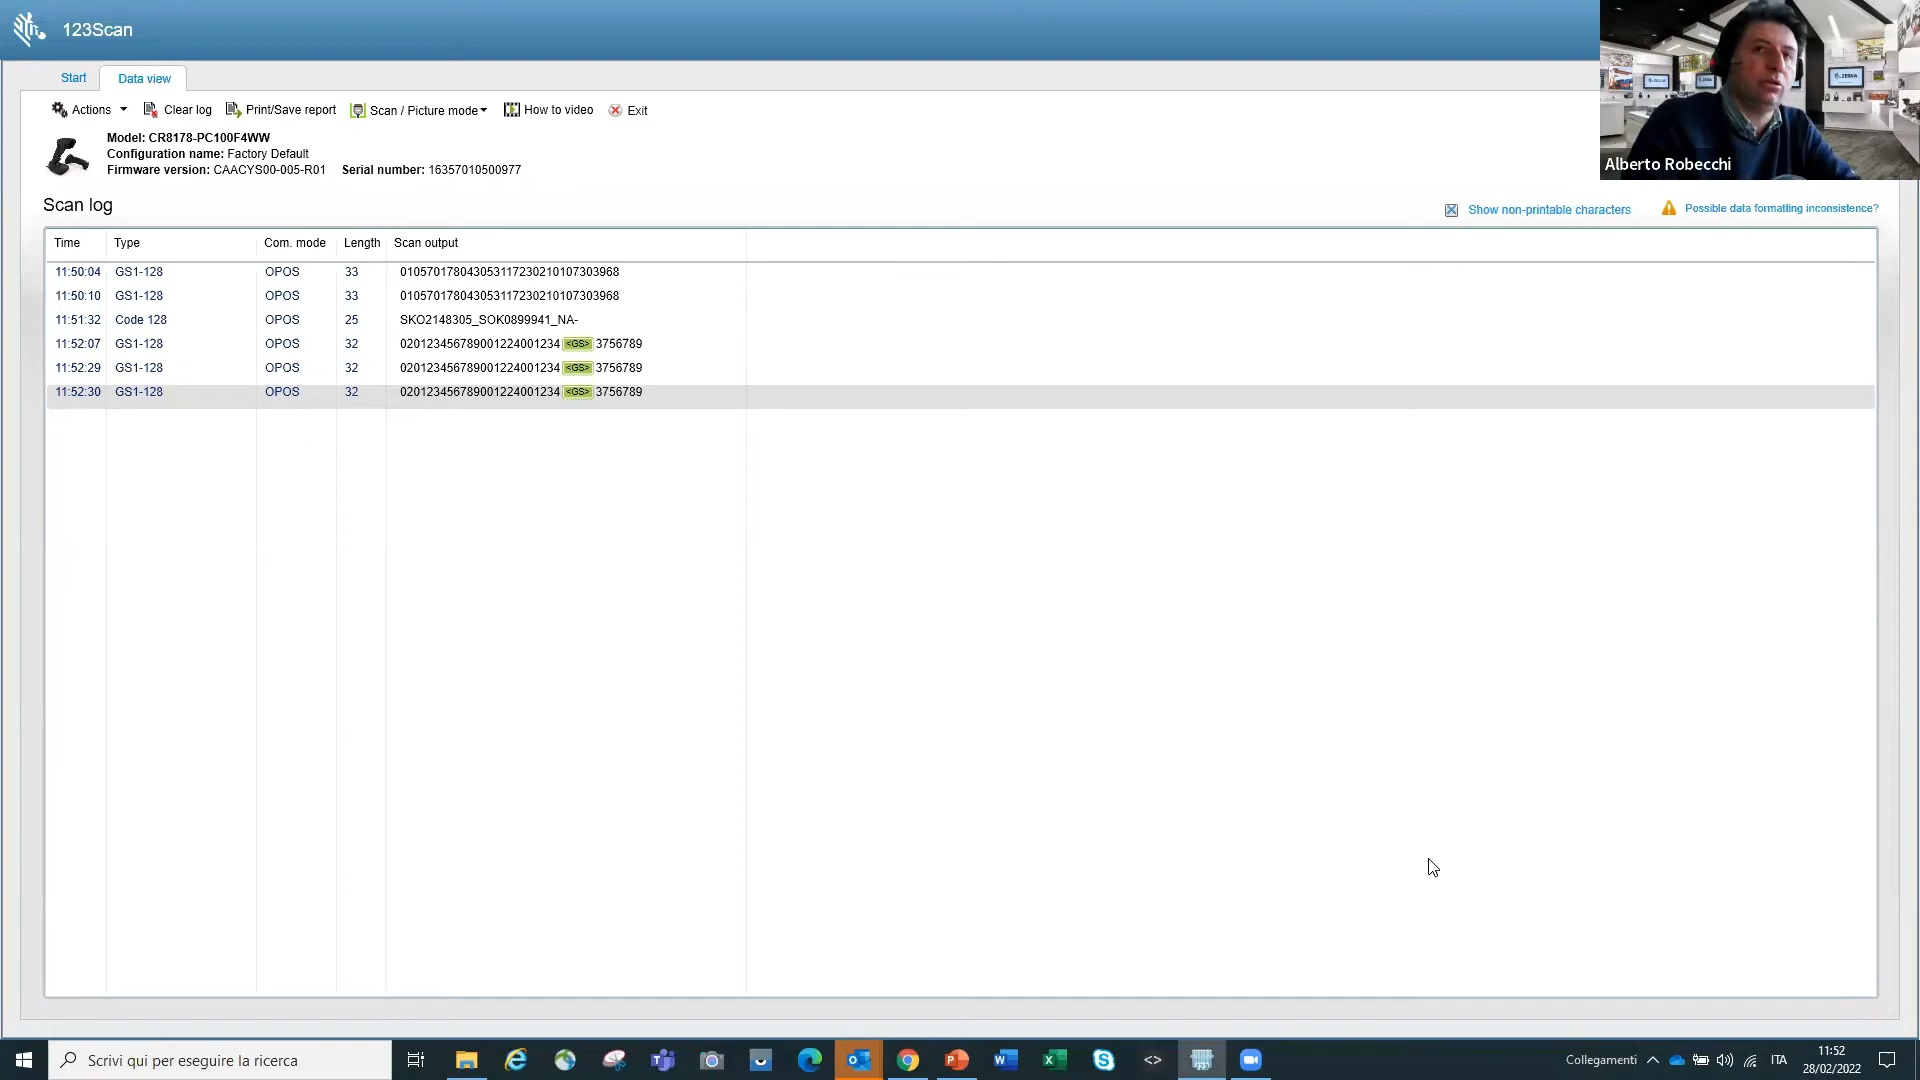 123Scan
Start Data view
Actions Clear log Print/Save report Scan / Picture mode How to video Exit
Model: CR8178-PC100F4WW
Configuration name: Factory Default
Firmware version: CAACYS00-005-R01 Serial number: 16357010500977
ZEBRA
Alberto Robecchi
Scan log
Show non-printable characters Possible data formatting inconsistence?
Time Type Com. mode Length Scan output
11:50:04 GS1-128 OPOS 33 010570178043053117230210107303968
11:50:10 GS1-128 OPOS 33 010570178043053117230210107303968
11:51:32 Code 128 OPOS 25 SKO2148305_SOK0899941_NA-
11:52:07 GS1-128 OPOS 32 020123456789001224001234 <GS> 3756789
11:52:29 GS1-128 OPOS 32 020123456789001224001234 <GS> 3756789
11:52:30 GS1-128 OPOS 32 020123456789001224001234 <GS> 3756789
Scrivi qui per eseguire la ricerca
Collegamenti ITA 11:52
28/02/2022